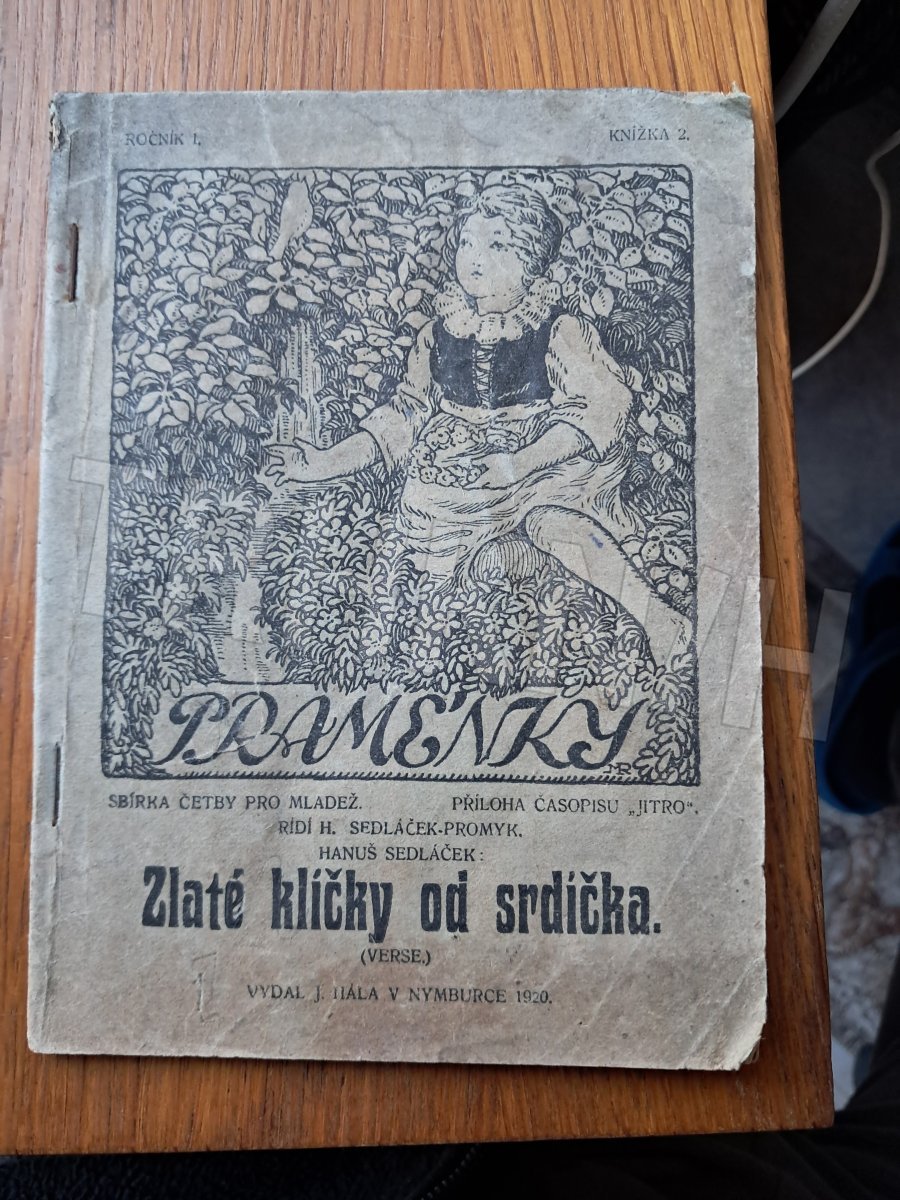 ROČNÍK I.
KNÍŽKA 2.
PRAMÉNKY
SBÍRKA ČETBY PRO MLADEŽ.
PŘÍLOHA ČASOPISU „JITRO“.
ŘÍDÍ H. SEDLÁČEK-PROMYK.
HANUŠ SEDLÁČEK:
Zlaté klíčky od srdíčka.
(VERSE.)
VYDAL J. HÁLA V NYMBURCE 1920.